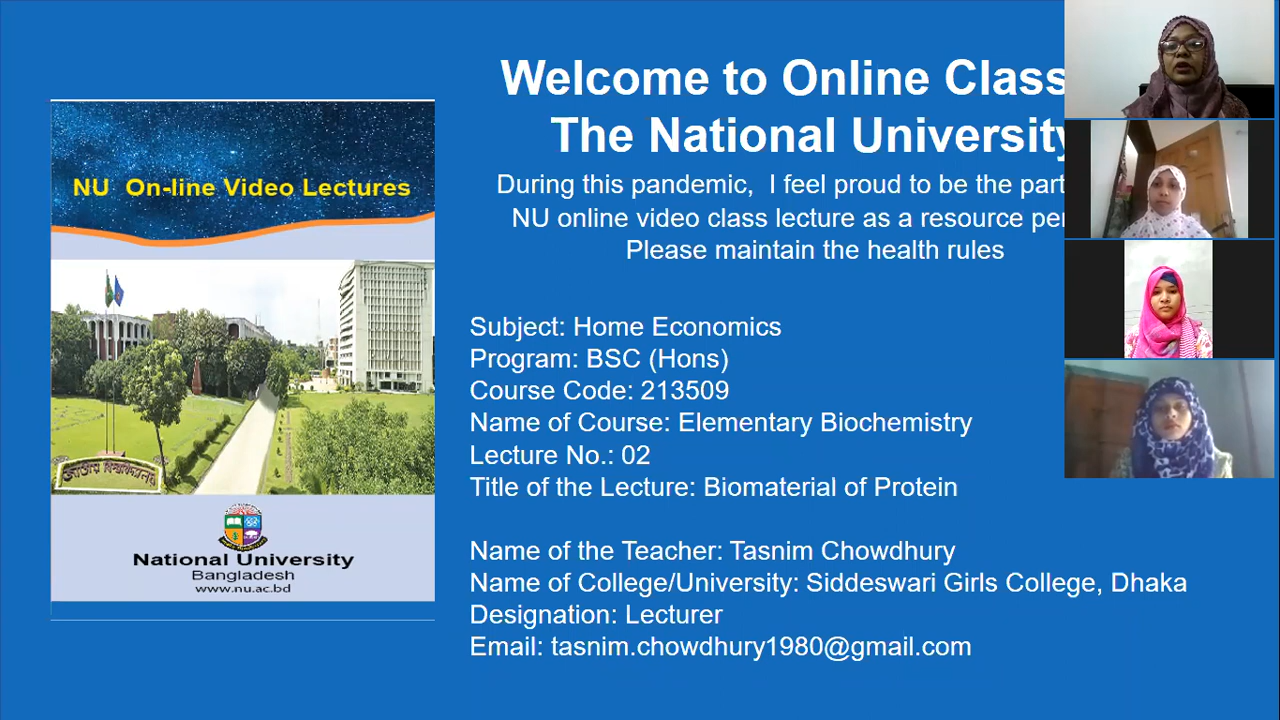 Welcome to Online Class
The National University
During this pandemic, I feel proud to be the part
NU online video class lecture as a resource per
Please maintain the health rules
NU On-line Video Lectures
জাতীয় বিশ্ববিদ্যালয়
National University
Bangladesh
www.nu.ac.bd
Subject: Home Economics
Program: BSC (Hons)
Course Code: 213509
Name of Course: Elementary Biochemistry
Lecture No.: 02
Title of the Lecture: Biomaterial of Protein
Name of the Teacher: Tasnim Chowdhury
Name of College/University: Siddeswari Girls College, Dhaka
Designation: Lecturer
Email: tasnim.chowdhury1980@gmail.com